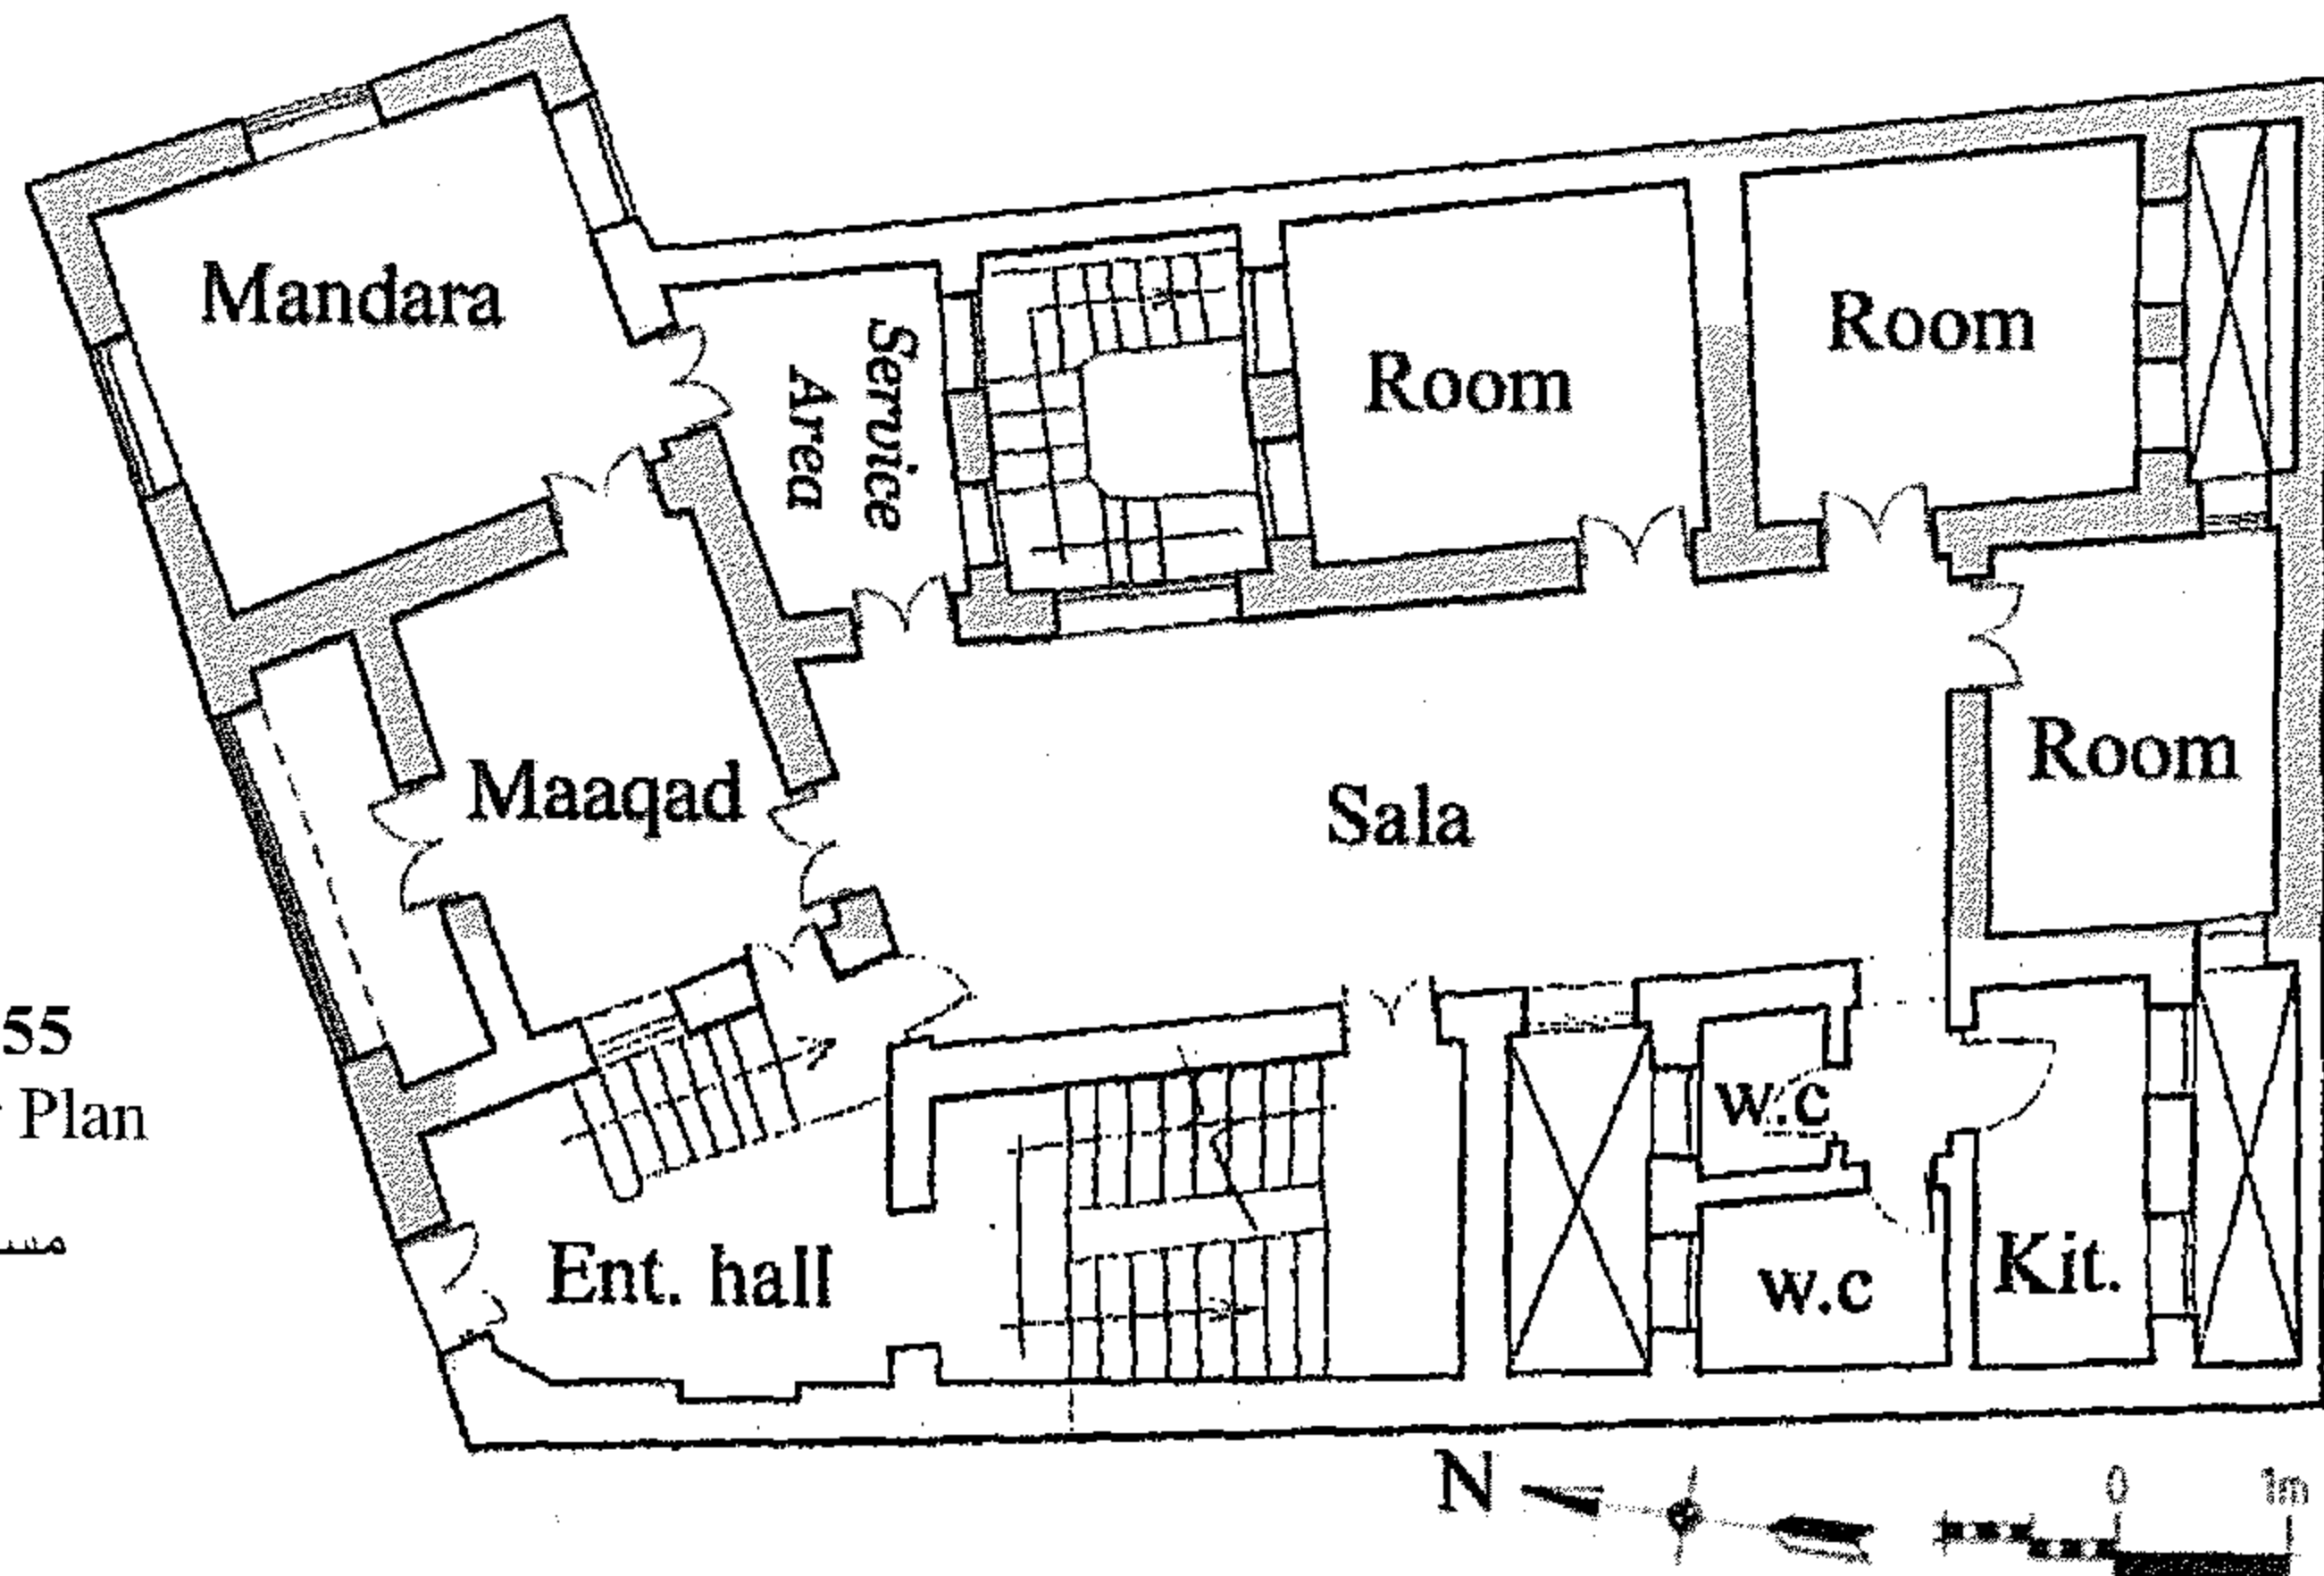 Mandara
Service
Area
Room
Room
Maaqad
Sala
Room
55
Plan
w.c
Ent. hall
w.c
Kit.
N
0
1m